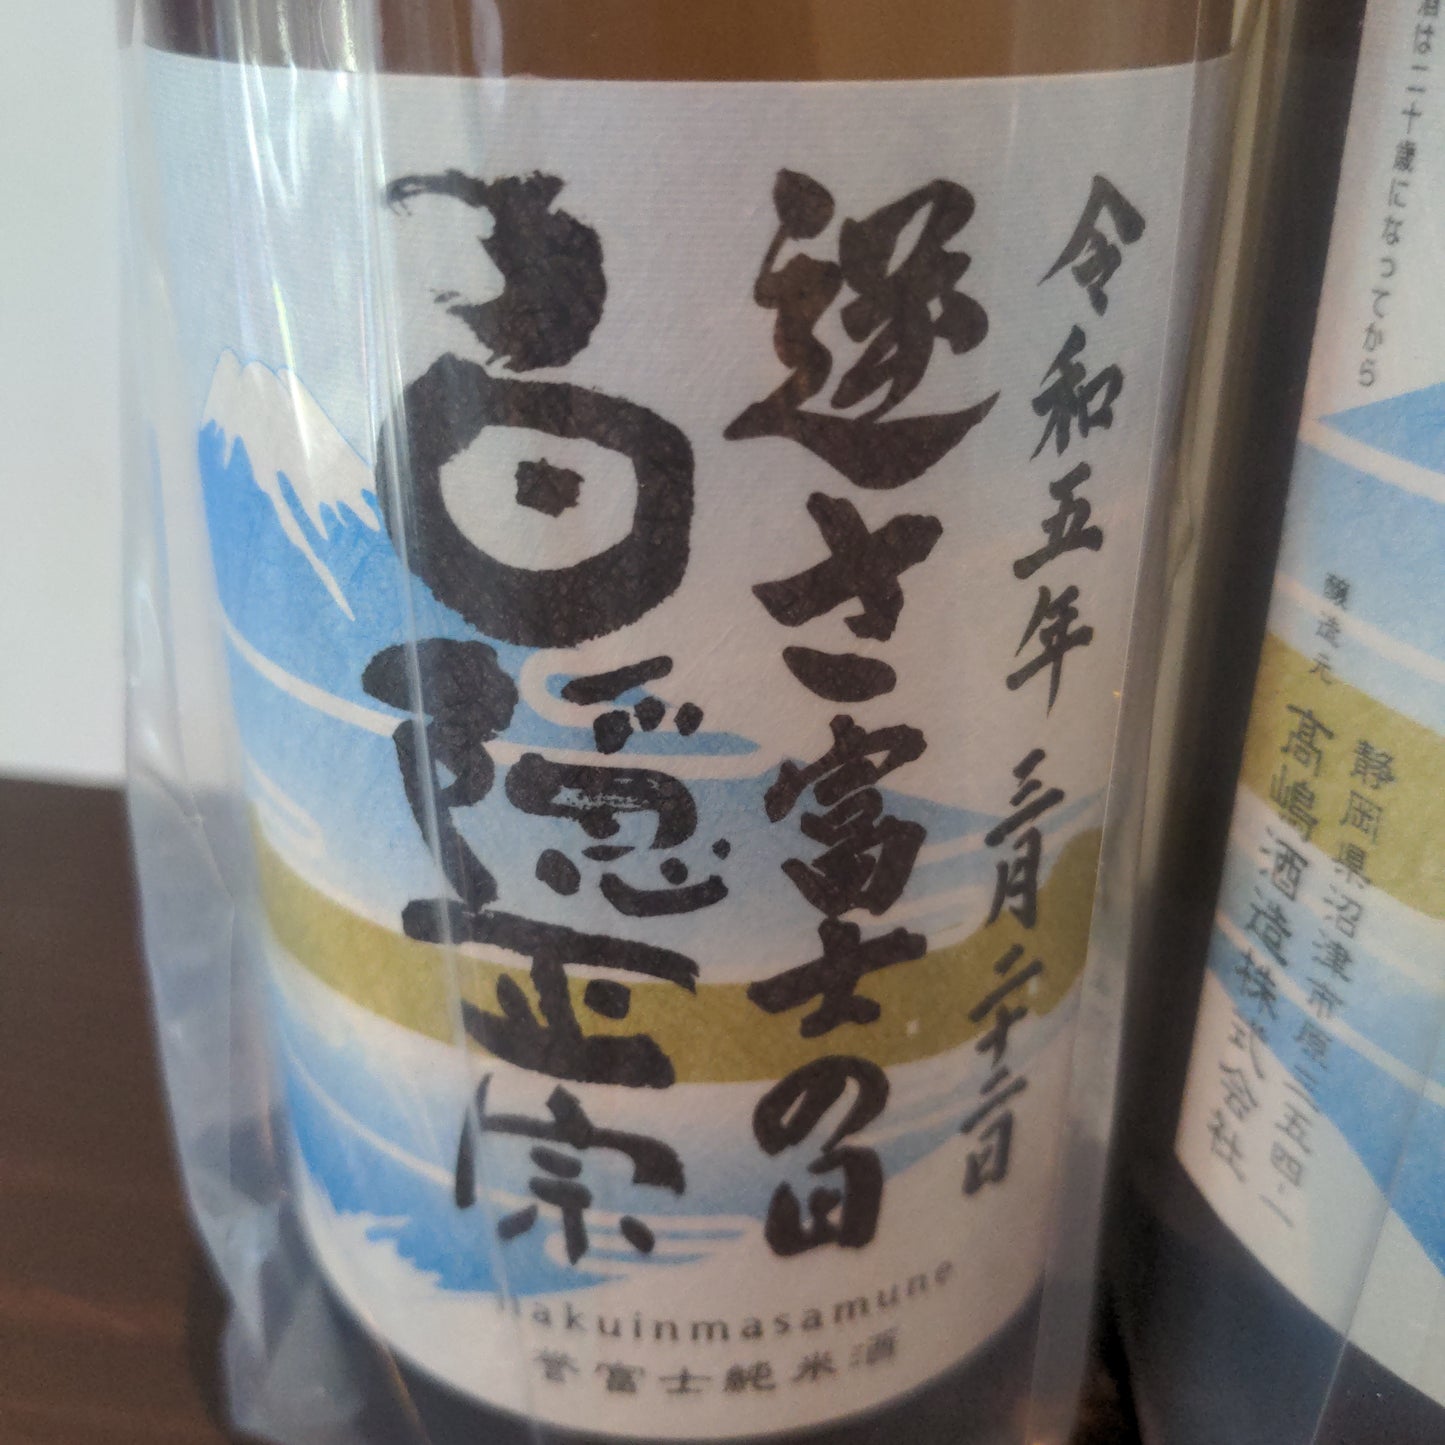 令和五年 三月二十二日
逆さ富士の日
白隠正宗
hakuinmasamune
誉富士純米酒
酒は二十歳になってから
静岡県沼津市原三五四-一
醸造元 高嶋酒造株式会社